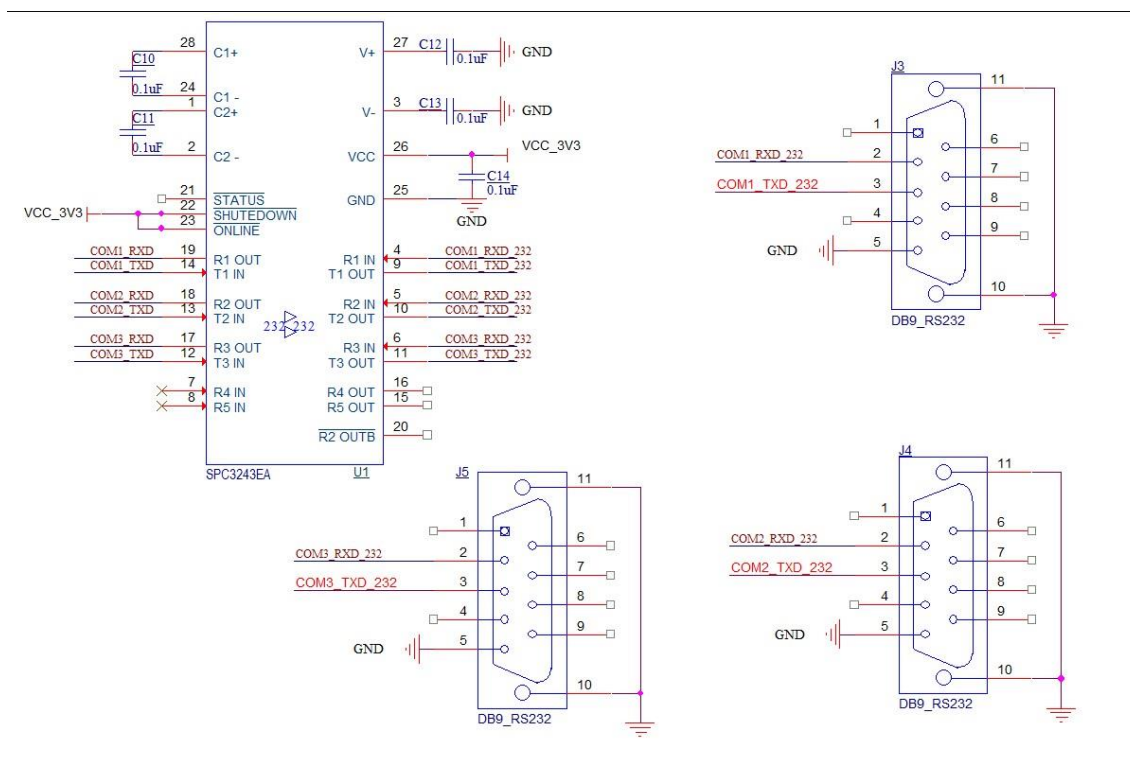 28
C1+
C10
0.1uF
24
C1 -
1
C2+
C11
0.1uF
2
C2 -
21
STATUS
22
SHUTEDOWN
VCC_3V3
23
ONLINE
COM1_RXD
19
R1 OUT
COM1_TXD
14
T1 IN
COM2_RXD
18
R2 OUT
COM2_TXD
13
T2 IN
COM3_RXD
17
R3 OUT
COM3_TXD
12
T3 IN
7
R4 IN
8
R5 IN
232 232
SPC3243EA
U1
V+
27
C12
0.1uF
GND
V-
3
C13
0.1uF
GND
VCC
26
VCC_3V3
C14
0.1uF
GND
25
GND
R1 IN
4
COM1_RXD_232
T1 OUT
9
COM1_TXD_232
R2 IN
5
COM2_RXD_232
T2 OUT
10
COM2_TXD_232
R3 IN
6
COM3_RXD_232
T3 OUT
11
COM3_TXD_232
R4 OUT
16
R5 OUT
15
R2 OUTB
20
J3
11
1
6
COM1_RXD_232
2
7
COM1_TXD_232
3
8
4
9
GND
5
10
DB9_RS232
J5
11
1
6
COM3_RXD_232
2
7
COM3_TXD_232
3
8
4
9
GND
5
10
DB9_RS232
J4
11
1
6
COM2_RXD_232
2
7
COM2_TXD_232
3
8
4
9
GND
5
10
DB9_RS232